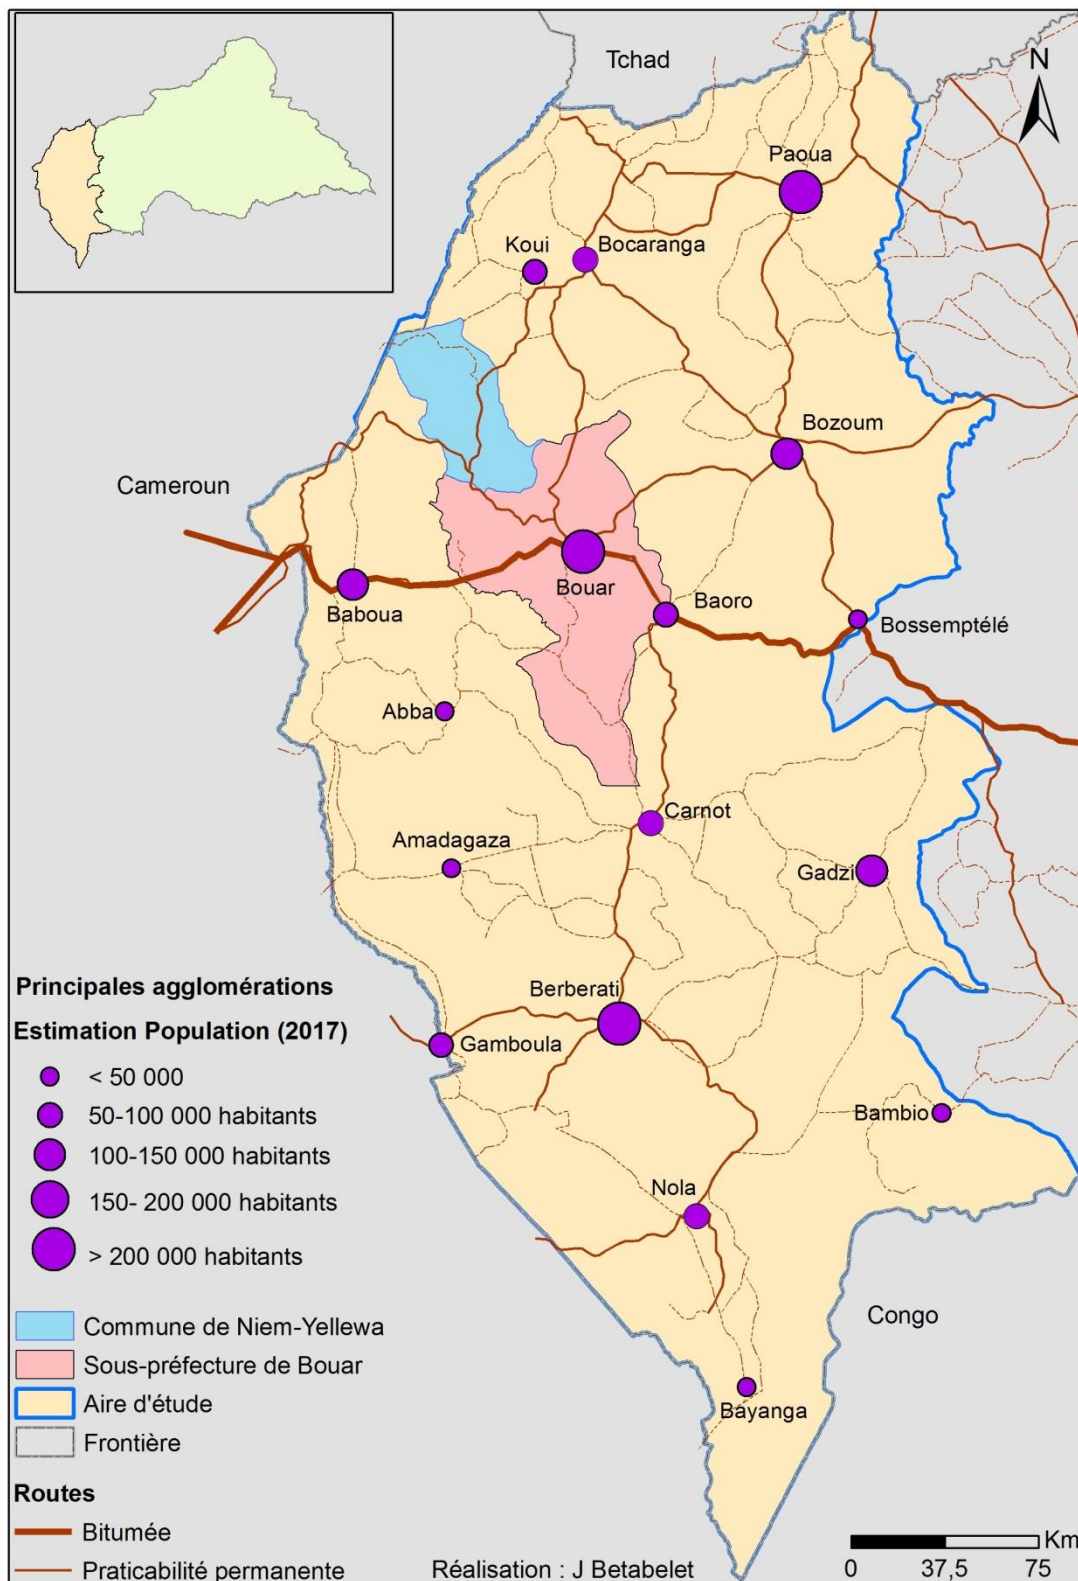 Tchad
N
Paoua
Koui
Bocaranga
Bozoum
Cameroun
Bouar
Baboua
Baoro
Bossemptélé
Abba
Carnot
Amadagaza
Gadzi
Principales agglomérations
Berberati
Estimation Population (2017)
Gamboula
< 50 000
50-100 000 habitants
Bambio
100-150 000 habitants
Nola
150- 200 000 habitants
> 200 000 habitants
Congo
Commune de Niem-Yellewa
Sous-préfecture de Bouar
Bayanga
Aire d'étude
Frontière
Routes
Bitumée
Km
Praticabilité permanente
Réalisation : J Betabelet
0 37,5 75